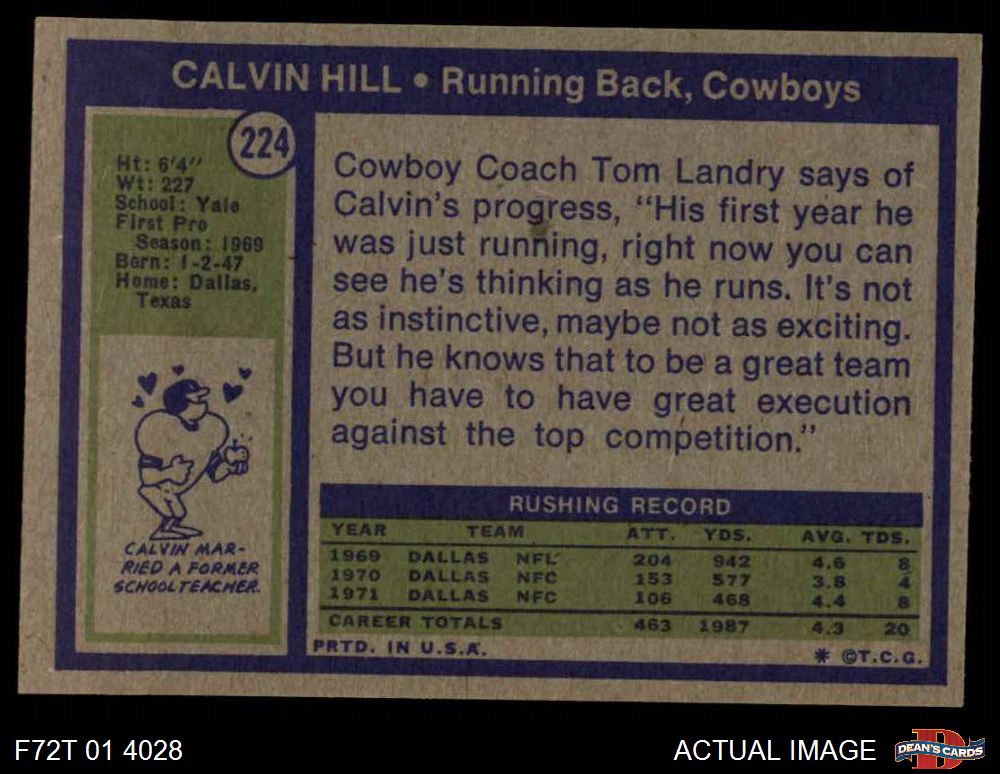 CALVIN HILL • Running Back, Cowboys
224
Ht: 6'4"
Wt: 227
School: Yale
First Pro
Season: 1969
Born: 1-2-47
Home: Dallas,
Texas
CALVIN MAR-
RIED A FORMER
SCHOOL TEACHER.
Cowboy Coach Tom Landry says of
Calvin's progress, "His first year he
was just running, right now you can
see he's thinking as he runs. It's not
as instinctive, maybe not as exciting.
But he knows that to be a great team
you have to have great execution
against the top competition."
RUSHING RECORD
YEAR TEAM ATT. YDS. AVG. TDS.
1969 DALLAS NFL 204 942 4.6 8
1970 DALLAS NFC 153 577 3.8 4
1971 DALLAS NFC 106 468 4.4 8
CAREER TOTALS 463 1987 4.3 20
PRTD. IN U.S.A. * ©T.C.G.
F72T 01 4028 ACTUAL IMAGE D DEAN'S CARDS